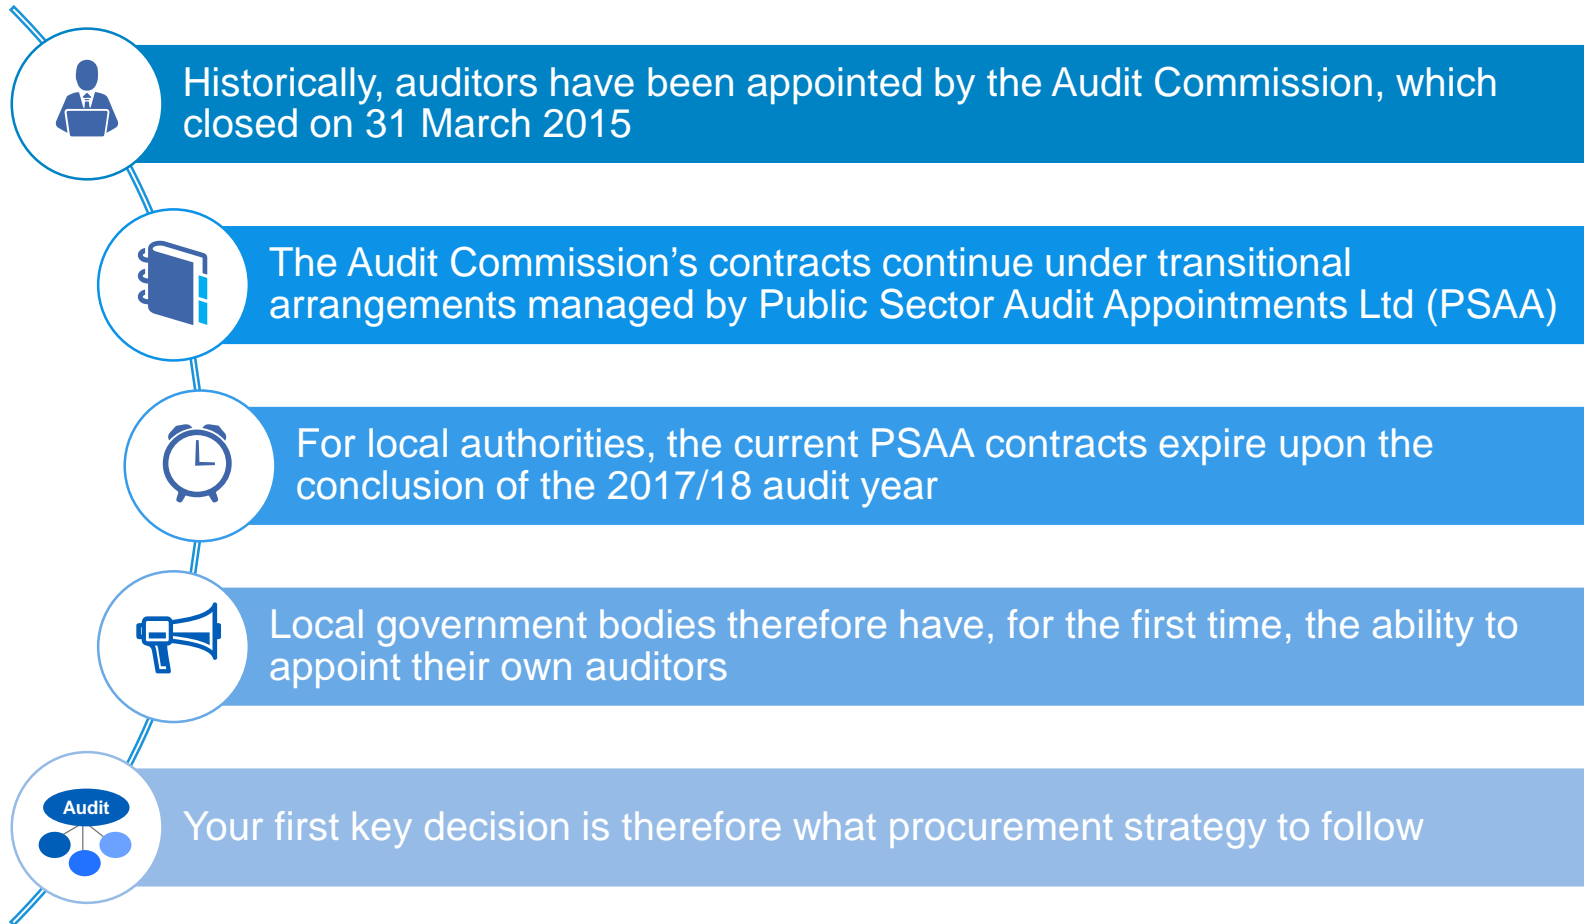 Historically, auditors have been appointed by the Audit Commission, which
closed on 31 March 2015
The Audit Commission’s contracts continue under transitional
arrangements managed by Public Sector Audit Appointments Ltd (PSAA)
For local authorities, the current PSAA contracts expire upon the
conclusion of the 2017/18 audit year
Local government bodies therefore have, for the first time, the ability to
appoint their own auditors
Audit
Your first key decision is therefore what procurement strategy to follow